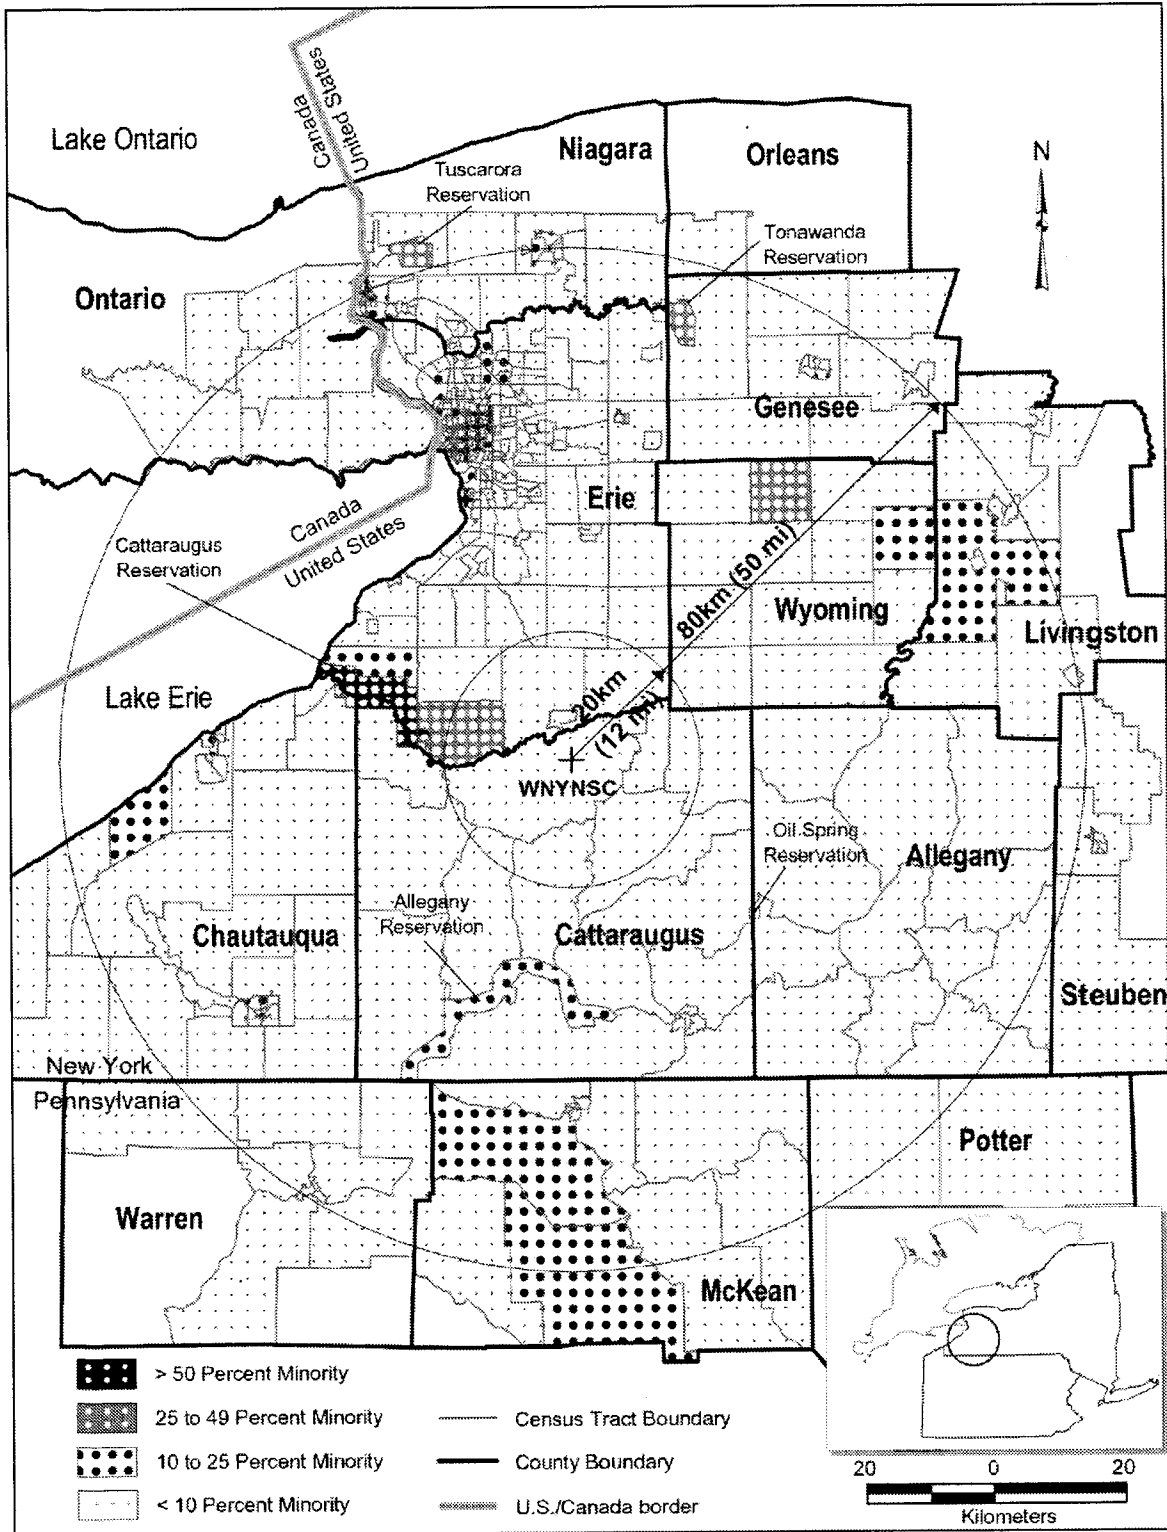 Canada
United States
Lake Ontario
Niagara
Orleans
N
Tuscarora
Reservation
Tonawanda
Reservation
Ontario
Genesee
Erie
Canada
United States
Cattaraugus
Reservation
80km (50 mi)
Wyoming
Livingston
Lake Erie
20km
(12 mi)
WNYNSC
Oil Spring
Reservation
Allegany
Allegany
Reservation
Chautauqua
Cattaraugus
Steuben
New York
Pennsylvania
Potter
Warren
McKean
> 50 Percent Minority
25 to 49 Percent Minority
10 to 25 Percent Minority
< 10 Percent Minority
Census Tract Boundary
County Boundary
U.S./Canada border
20 0 20
Kilometers